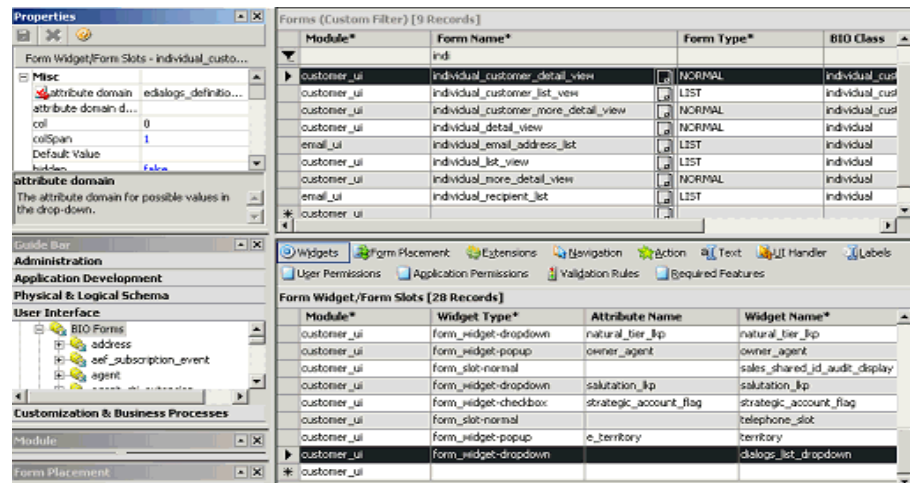 Properties
Form Widget/Form Slots - individual_custo...
Misc
attribute domain edialogs_definitio...
attribute domain d...
col 0
colSpan 1
Default Value
hidden false
attribute domain
The attribute domain for possible values in
the drop-down.
Guide Bar
Administration
Application Development
Physical & Logical Schema
User Interface
BIO Forms
address
aef_subscription_event
agent
Customization & Business Processes
Module
Form Placement
Forms (Custom Filter) [9 Records]
Module* Form Name* Form Type* BIO Class
indi
customer_ui individual_customer_detail_view NORMAL individual_cust
customer_ui individual_customer_list_veew LIST individual_cust
customer_ui individual_customer_more_detail_view NORMAL individual_cust
customer_ui individual_detail_view NORMAL individual
email_ui individual_email_address_list LIST individual
customer_ui individual_list_view LIST individual
customer_ui individual_more_detail_view NORMAL individual
email_ui individual_recipient_list LIST individual
customer_ui
Widgets Form Placement Extensions Navigation Action Text UI Handler Labels
User Permissions Application Permissions Validation Rules Required Features
Form Widget/Form Slots [28 Records]
Module* Widget Type* Attribute Name Widget Name*
customer_ui form_widget-dropdown natural_tier_lkp natural_tier_lkp
customer_ui form_widget-popup owner_agent owner_agent
customer_ui form_slot-normal sales_shared_id_audit_display
customer_ui form_widget-dropdown salutation_lkp salutation_lkp
customer_ui form_widget-checkbox strategic_account_flag strategic_account_flag
customer_ui form_slot-normal telephone_slot
customer_ui form_widget-popup e_territory territory
customer_ui form_widget-dropdown dialogs_list_dropdown
customer_ui